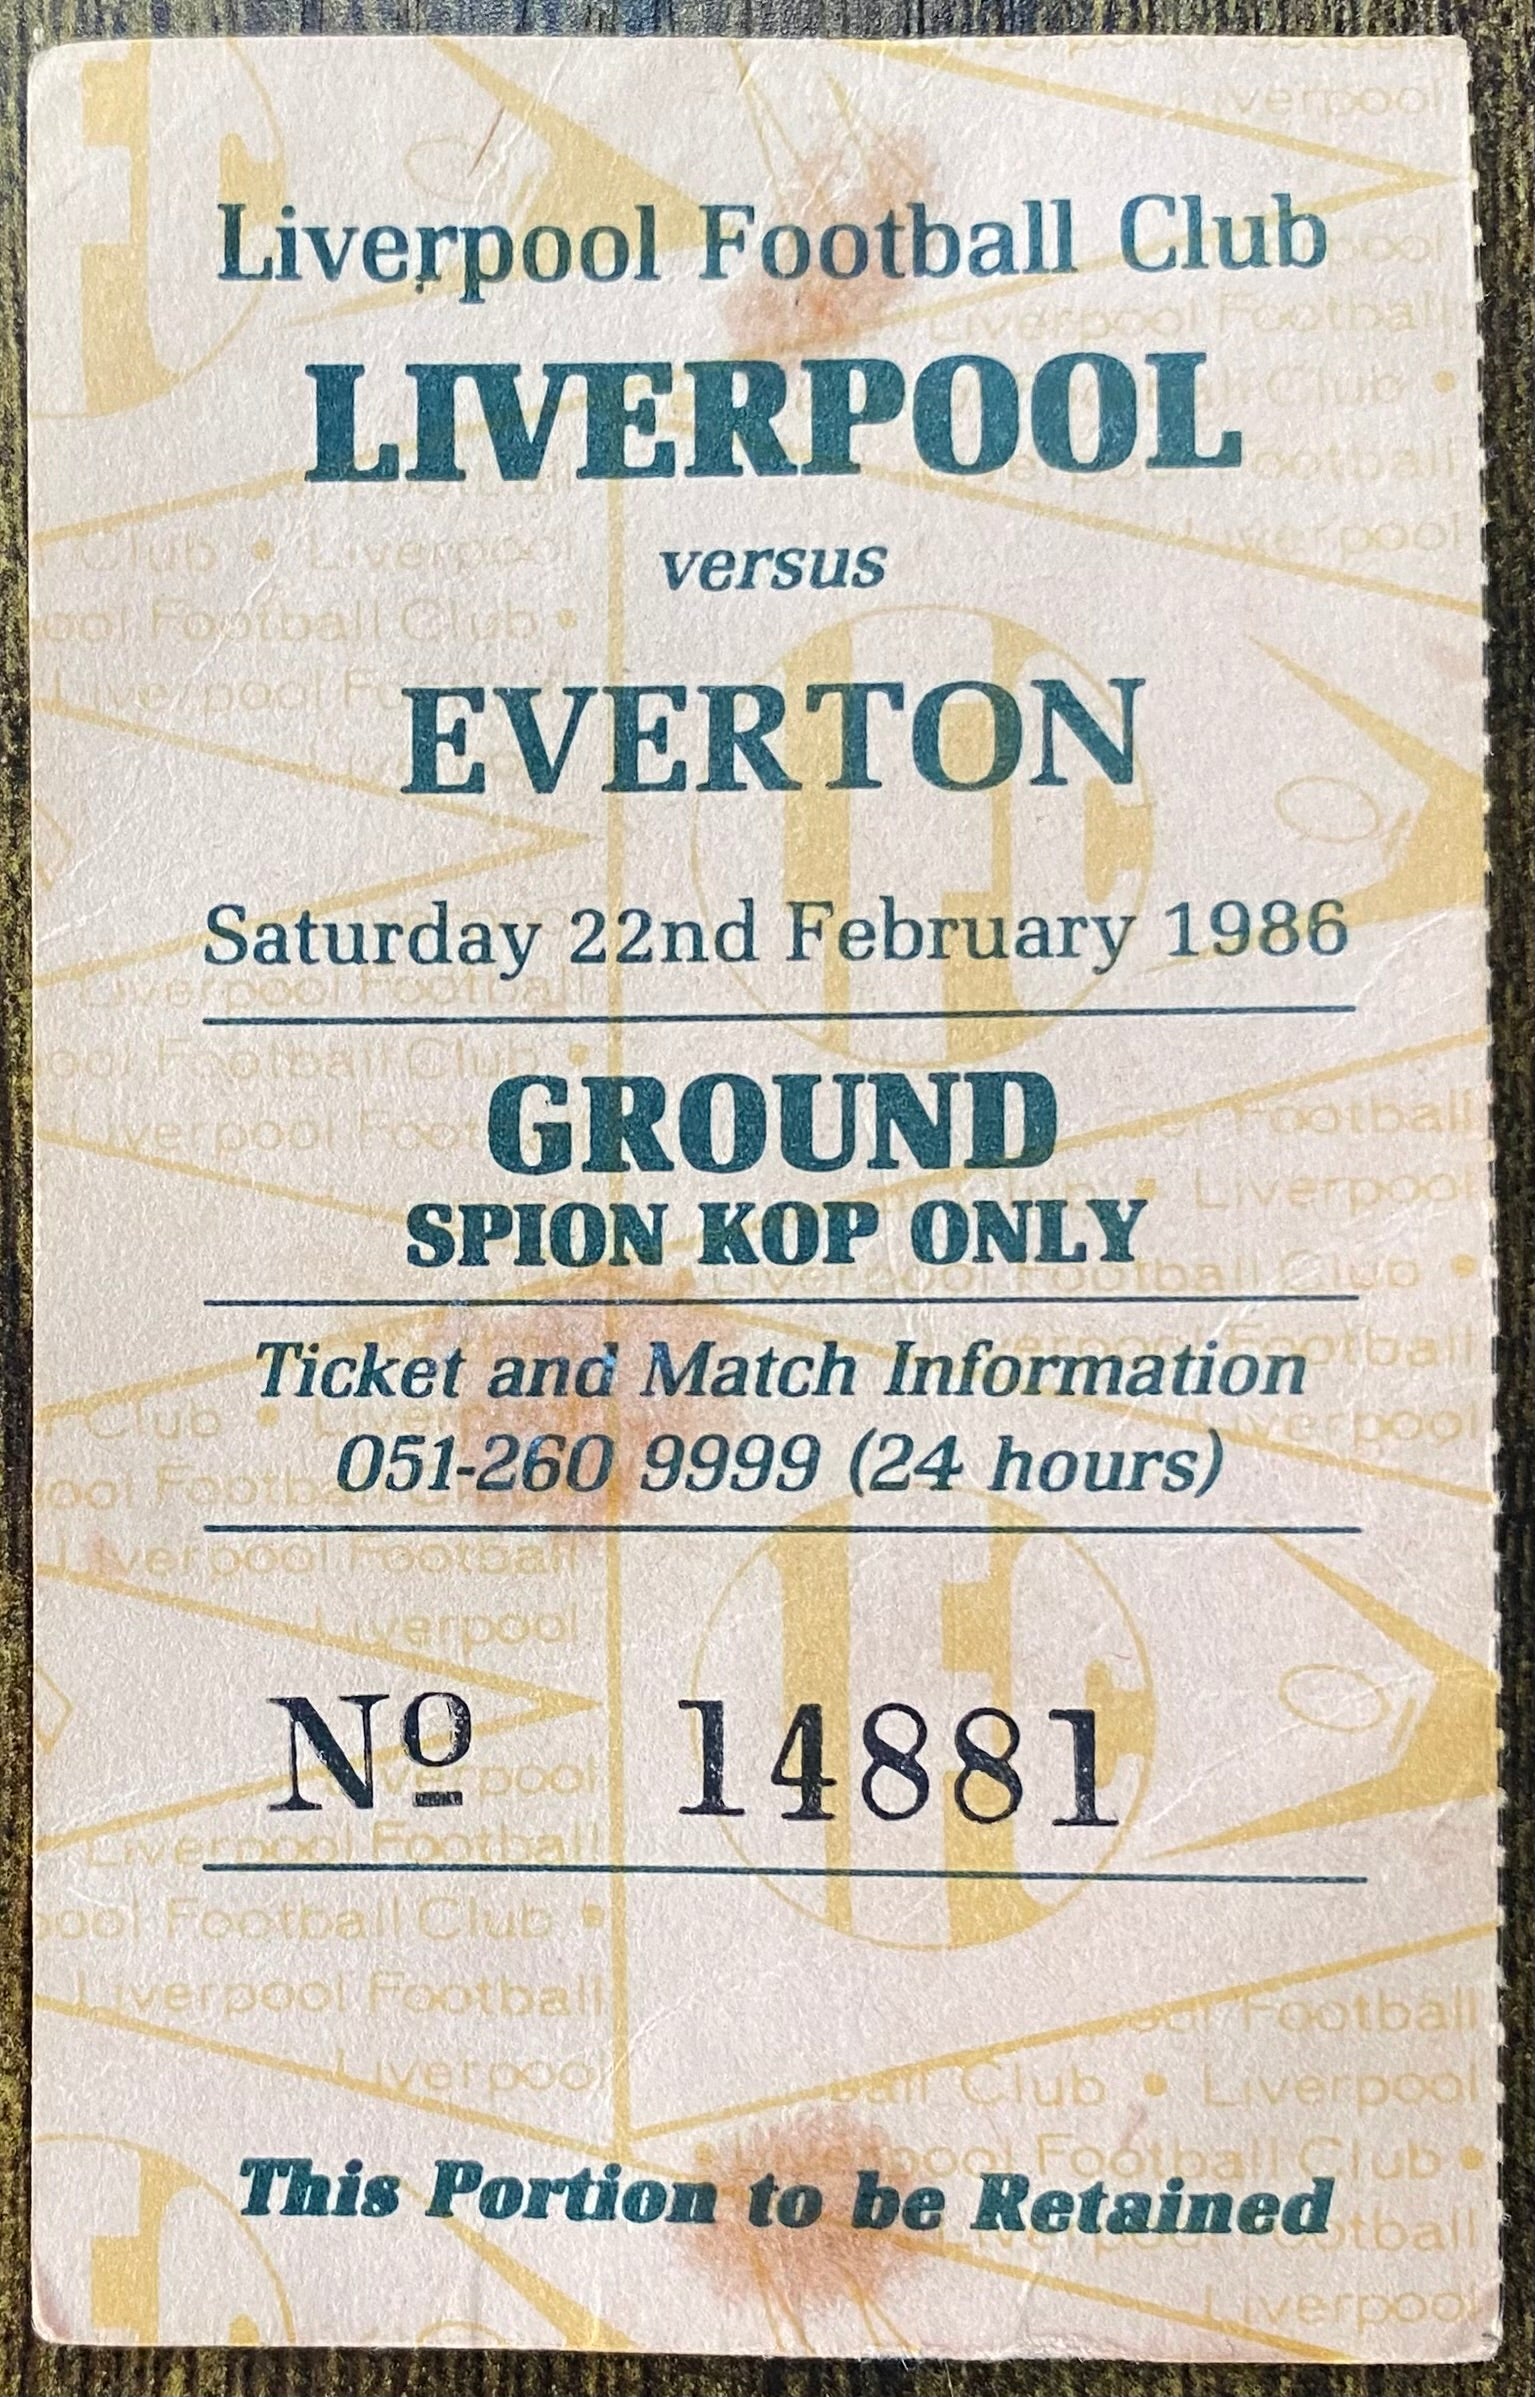 Liverpool Football Club
LIVERPOOL
versus
EVERTON
Saturday 22nd February 1986
GROUND
SPION KOP ONLY
Ticket and Match Information
051-260 9999 (24 hours)
Nº 14881
This Portion to be Retained